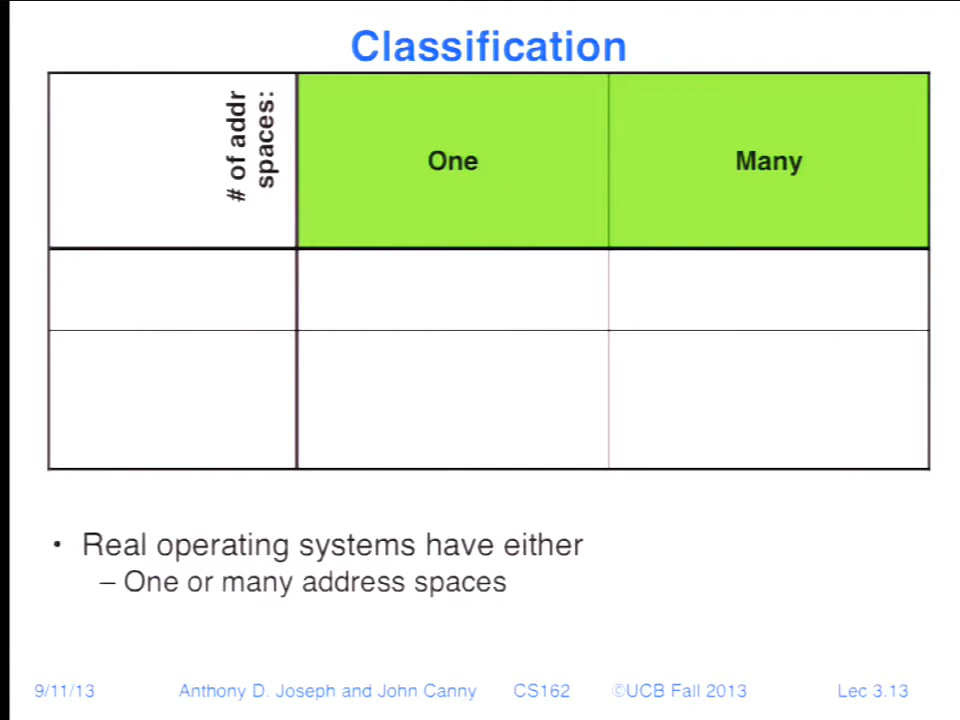 Classification
# of addr
spaces:
One
Many
• Real operating systems have either
– One or many address spaces
9/11/13 Anthony D. Joseph and John Canny CS162 ©UCB Fall 2013 Lec 3.13